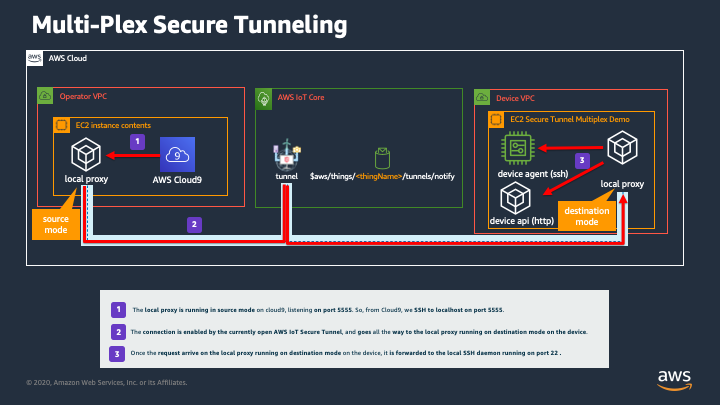 Multi-Plex Secure Tunneling
aws
AWS Cloud
Operator VPC
EC2 instance contents
1
9
local proxy
AWS Cloud9
source
mode
2
AWS IoT Core
tunnel
$aws/things/<thingName>/tunnels/notify
Device VPC
EC2 Secure Tunnel Multiplex Demo
device agent (ssh)
3
local proxy
device api (http)
destination
mode
1 The local proxy is running in source mode on cloud9, listening on port 5555. So, from Cloud9, we SSH to localhost on port 5555.
2 The connection is enabled by the currently open AWS IoT Secure Tunnel, and goes all the way to the local proxy running on destination mode on the device.
3 Once the request arrive on the local proxy running on destination mode on the device, it is forwarded to the local SSH daemon running on port 22 .
© 2020, Amazon Web Services, Inc. or its Affiliates.
aws